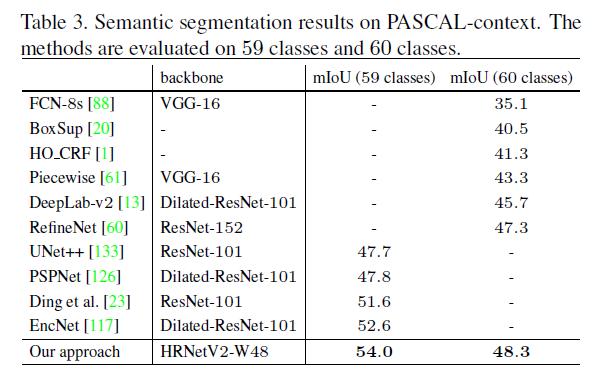 Table 3. Semantic segmentation results on PASCAL-context. The
methods are evaluated on 59 classes and 60 classes.
backbone mIoU (59 classes) mIoU (60 classes)
FCN-8s [88] VGG-16 - 35.1
BoxSup [20] - - 40.5
HO_CRF [1] - - 41.3
Piecewise [61] VGG-16 - 43.3
DeepLab-v2 [13] Dilated-ResNet-101 - 45.7
RefineNet [60] ResNet-152 - 47.3
UNet++ [133] ResNet-101 47.7 -
PSPNet [126] Dilated-ResNet-101 47.8 -
Ding et al. [23] ResNet-101 51.6 -
EncNet [117] Dilated-ResNet-101 52.6 -
Our approach HRNetV2-W48 54.0 48.3